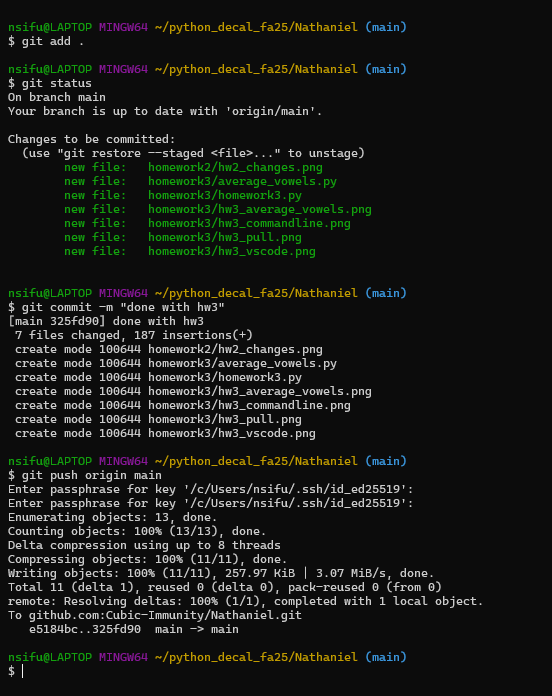 nsifu@LAPTOP MINGW64 ~/python_decal_fa25/Nathaniel (main)
$ git add .

nsifu@LAPTOP MINGW64 ~/python_decal_fa25/Nathaniel (main)
$ git status
On branch main
Your branch is up to date with 'origin/main'.

Changes to be committed:
  (use "git restore --staged <file>..." to unstage)
        new file:   homework2/hw2_changes.png
        new file:   homework3/average_vowels.py
        new file:   homework3/homework3.py
        new file:   homework3/hw3_average_vowels.png
        new file:   homework3/hw3_commandline.png
        new file:   homework3/hw3_pull.png
        new file:   homework3/hw3_vscode.png


nsifu@LAPTOP MINGW64 ~/python_decal_fa25/Nathaniel (main)
$ git commit -m "done with hw3"
[main 325fd90] done with hw3
 7 files changed, 187 insertions(+)
 create mode 100644 homework2/hw2_changes.png
 create mode 100644 homework3/average_vowels.py
 create mode 100644 homework3/homework3.py
 create mode 100644 homework3/hw3_average_vowels.png
 create mode 100644 homework3/hw3_commandline.png
 create mode 100644 homework3/hw3_pull.png
 create mode 100644 homework3/hw3_vscode.png

nsifu@LAPTOP MINGW64 ~/python_decal_fa25/Nathaniel (main)
$ git push origin main
Enter passphrase for key '/c/Users/nsifu/.ssh/id_ed25519':
Enter passphrase for key '/c/Users/nsifu/.ssh/id_ed25519':
Enumerating objects: 13, done.
Counting objects: 100% (13/13), done.
Delta compression using up to 8 threads
Compressing objects: 100% (11/11), done.
Writing objects: 100% (11/11), 257.97 KiB | 3.07 MiB/s, done.
Total 11 (delta 1), reused 0 (delta 0), pack-reused 0 (from 0)
remote: Resolving deltas: 100% (1/1), completed with 1 local object.
To github.com:Cubic-Immunity/Nathaniel.git
   e5184bc..325fd90  main -> main

nsifu@LAPTOP MINGW64 ~/python_decal_fa25/Nathaniel (main)
$